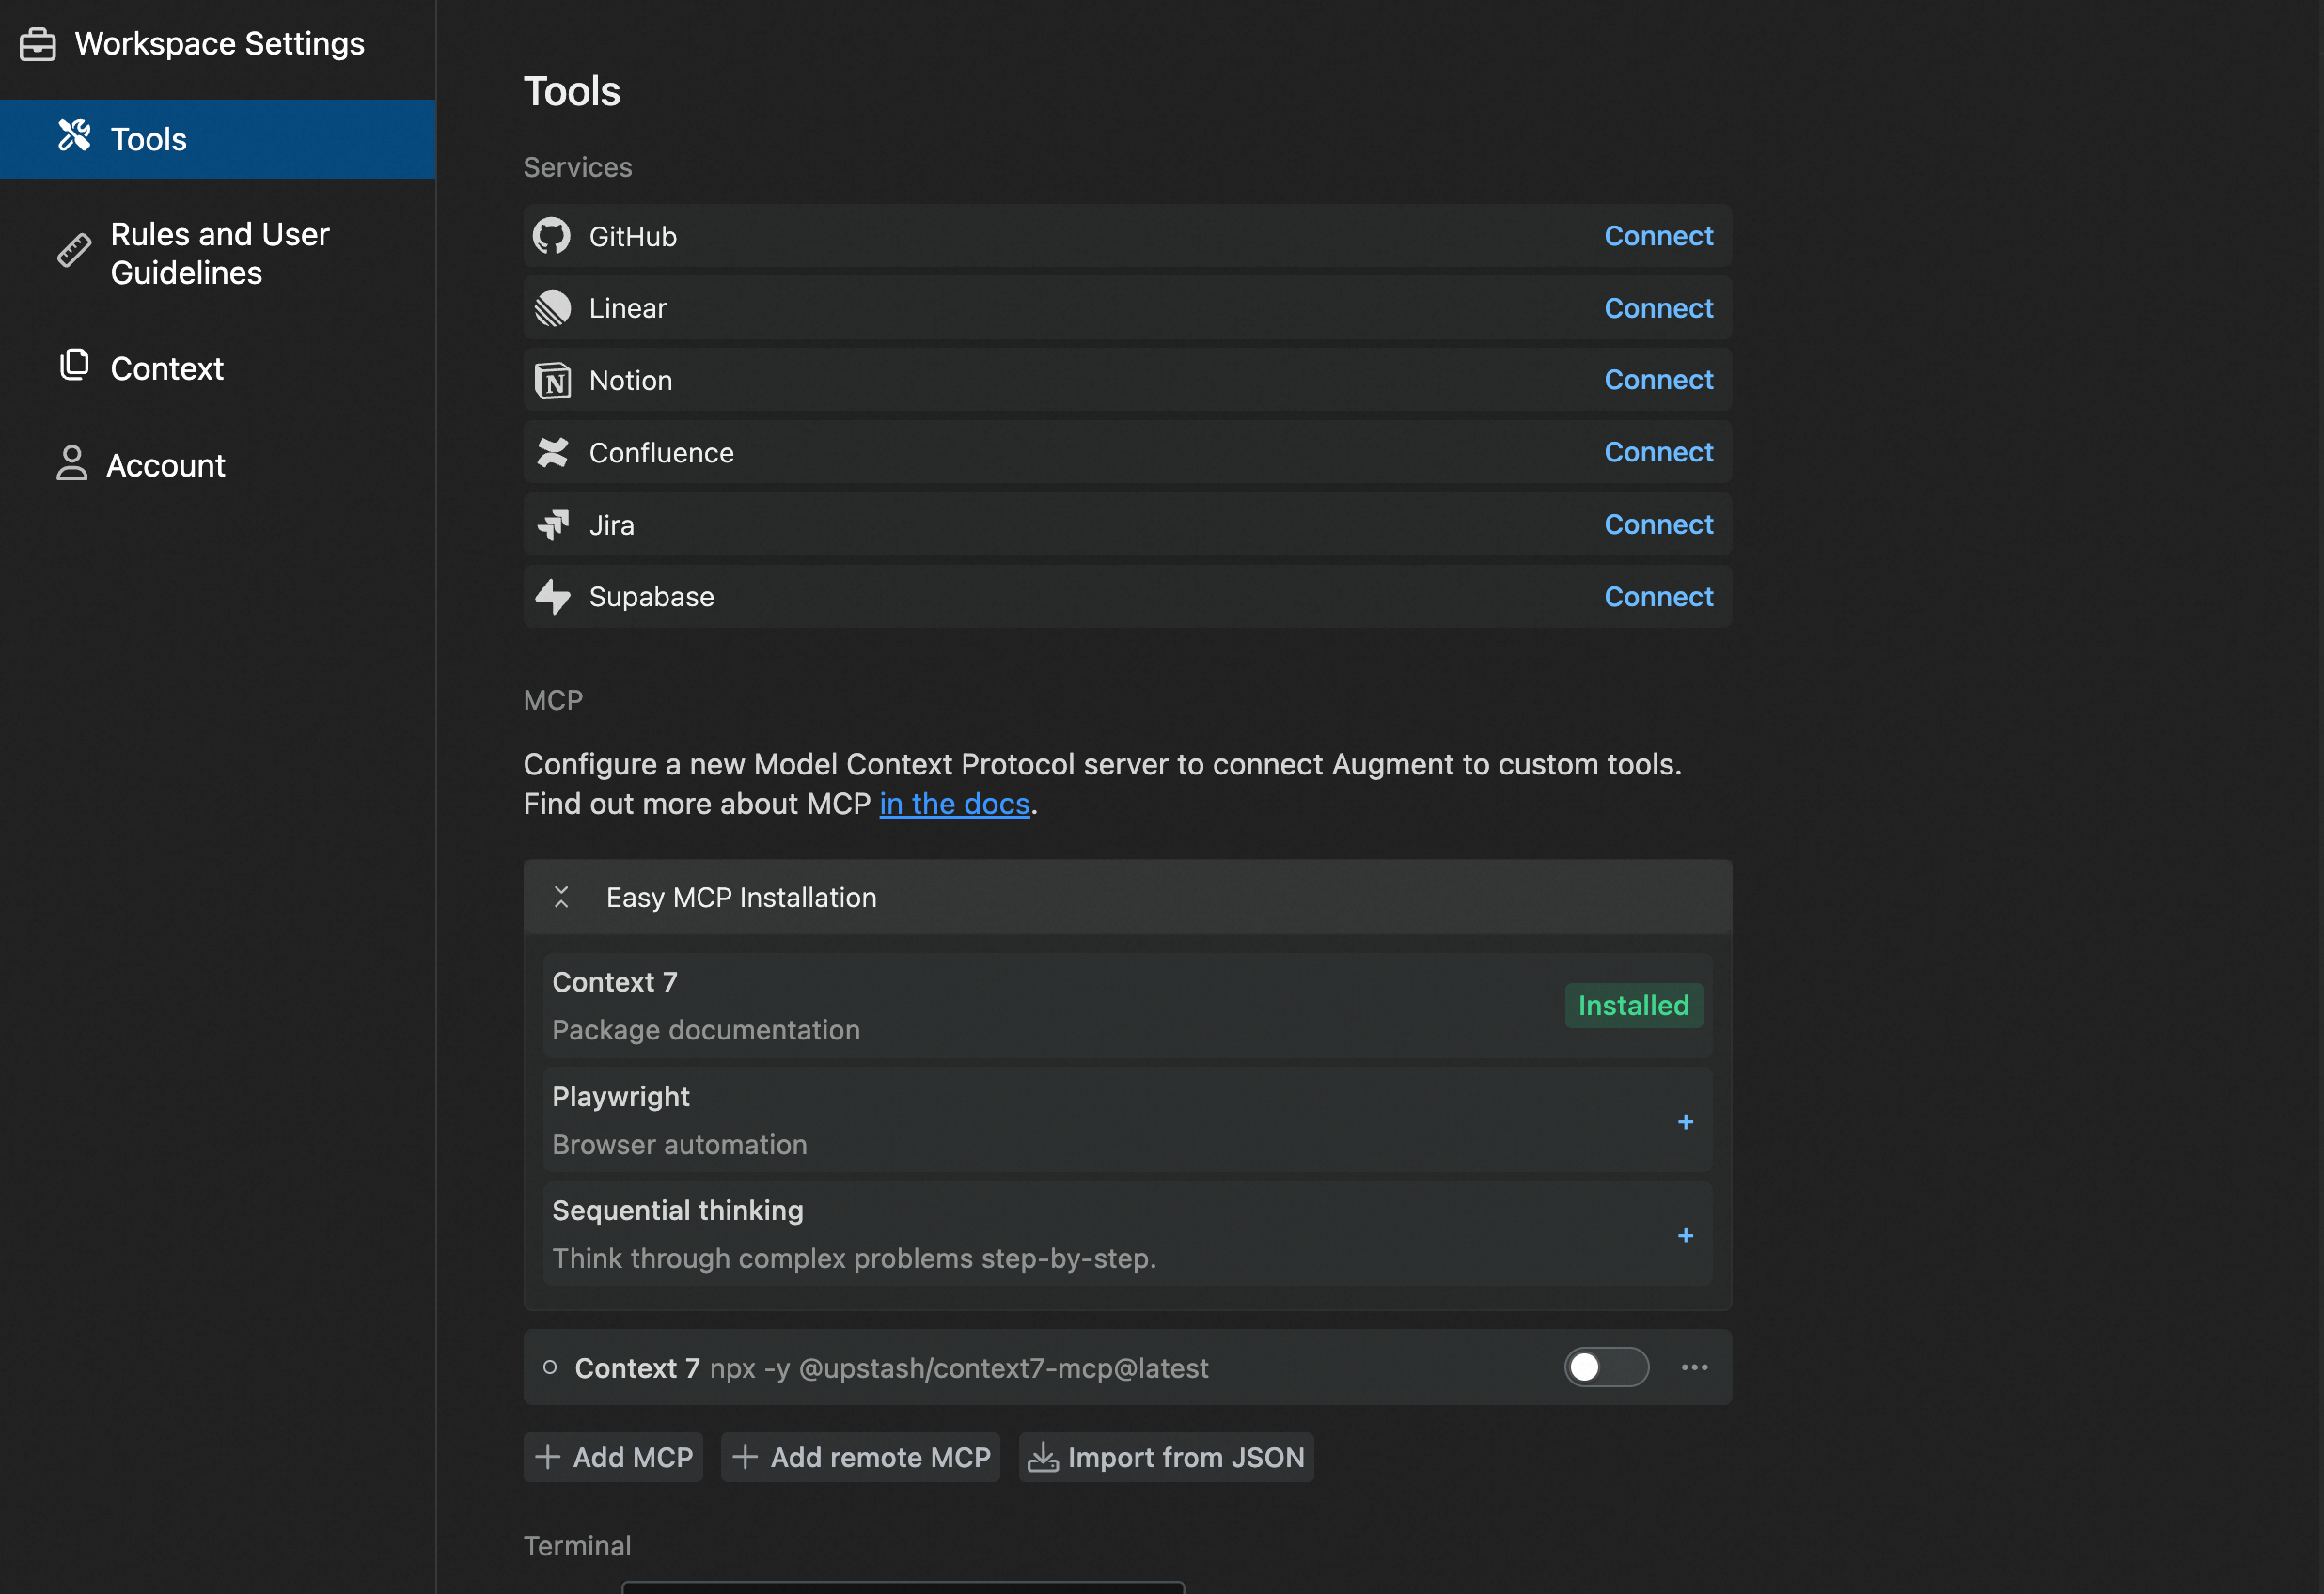 Workspace Settings
Tools
Rules and User
Guidelines
Context
Account
Tools
Services
GitHub Connect
Linear Connect
Notion Connect
Confluence Connect
Jira Connect
Supabase Connect
MCP
Configure a new Model Context Protocol server to connect Augment to custom tools.
Find out more about MCP in the docs.
Easy MCP Installation
Context 7
Package documentation
Installed
Playwright
Browser automation
+
Sequential thinking
Think through complex problems step-by-step.
+
Context 7 npx -y @upstash/context7-mcp@latest
+ Add MCP + Add remote MCP Import from JSON
Terminal